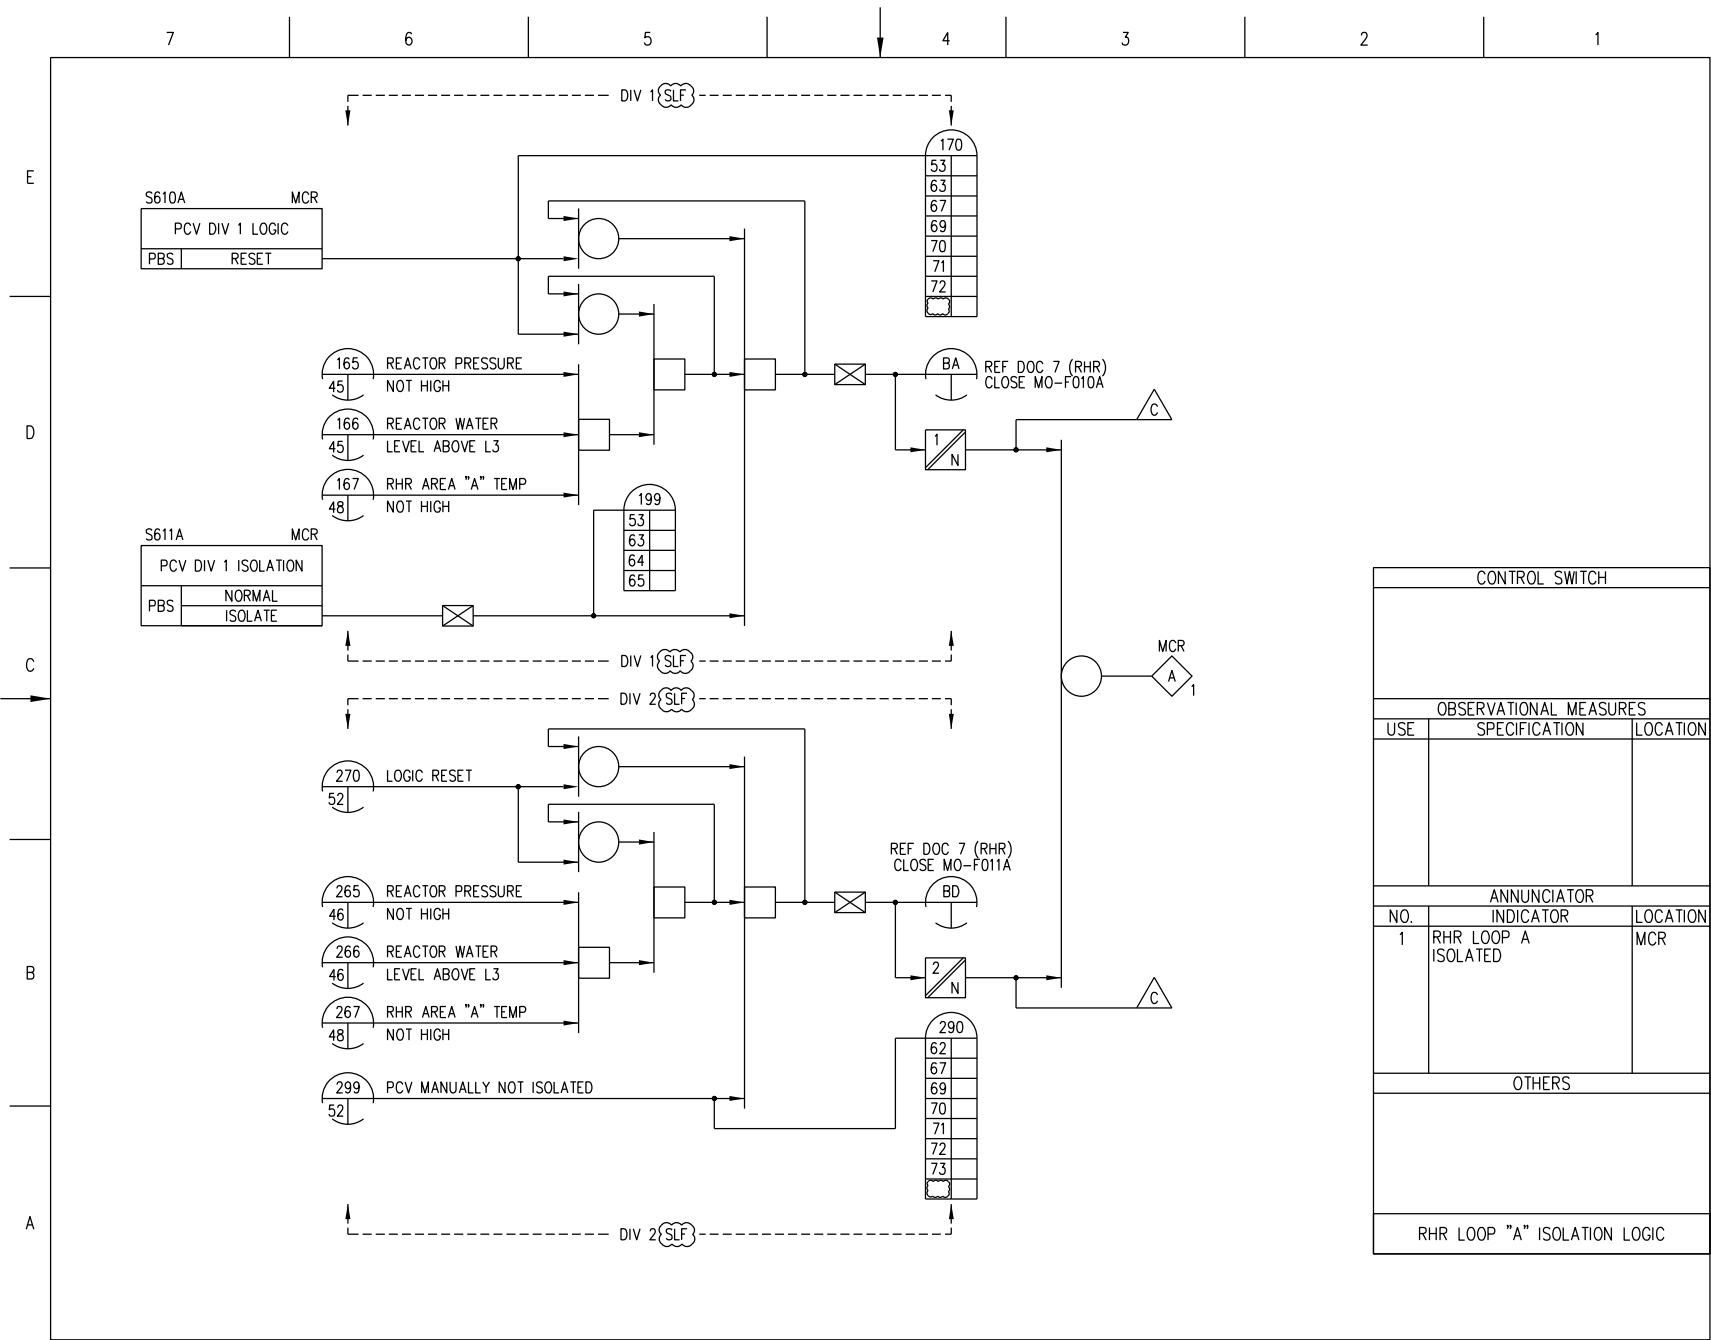 7 6 5 4 3 2 1
E
D
C
B
A
DIV 1 SLF
170
53
63
67
69
70
71
72
S610A MCR
PCV DIV 1 LOGIC
PBS RESET
165 REACTOR PRESSURE
45 NOT HIGH
166 REACTOR WATER
45 LEVEL ABOVE L3
167 RHR AREA "A" TEMP
48 NOT HIGH
BA
REF DOC 7 (RHR)
CLOSE MO-F010A
C
1
N
199
53
63
64
65
S611A MCR
PCV DIV 1 ISOLATION
PBS
NORMAL
ISOLATE
DIV 1 SLF
MCR
A
1
DIV 2 SLF
270 LOGIC RESET
52
265 REACTOR PRESSURE
46 NOT HIGH
266 REACTOR WATER
46 LEVEL ABOVE L3
267 RHR AREA "A" TEMP
48 NOT HIGH
299 PCV MANUALLY NOT ISOLATED
52
REF DOC 7 (RHR)
CLOSE MO-F011A
BD
2
N
C
290
62
67
69
70
71
72
73
DIV 2 SLF
CONTROL SWITCH
OBSERVATIONAL MEASURES
USE SPECIFICATION LOCATION
ANNUNCIATOR
NO. INDICATOR LOCATION
1 RHR LOOP A MCR
ISOLATED
OTHERS
RHR LOOP "A" ISOLATION LOGIC